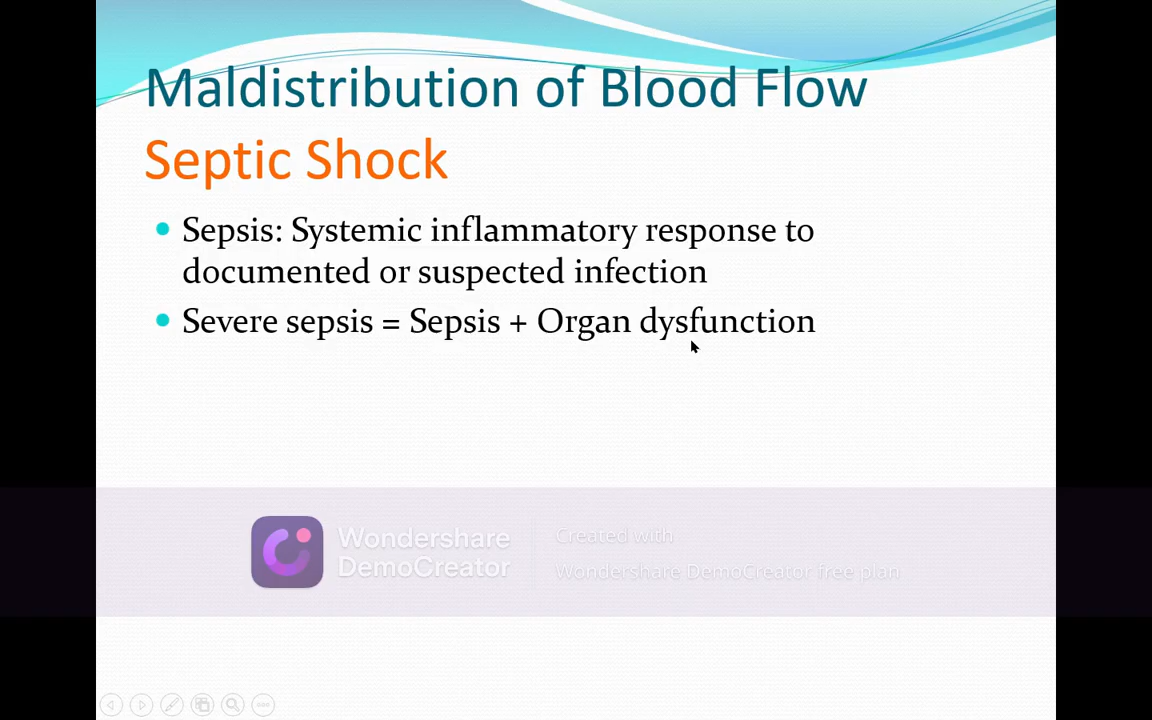 Maldistribution of Blood Flow
Septic Shock
Sepsis: Systemic inflammatory response to
documented or suspected infection
Severe sepsis = Sepsis + Organ dysfunction
Wondershare
DemoCreator
Created with
Wondershare DemoCreator free plan